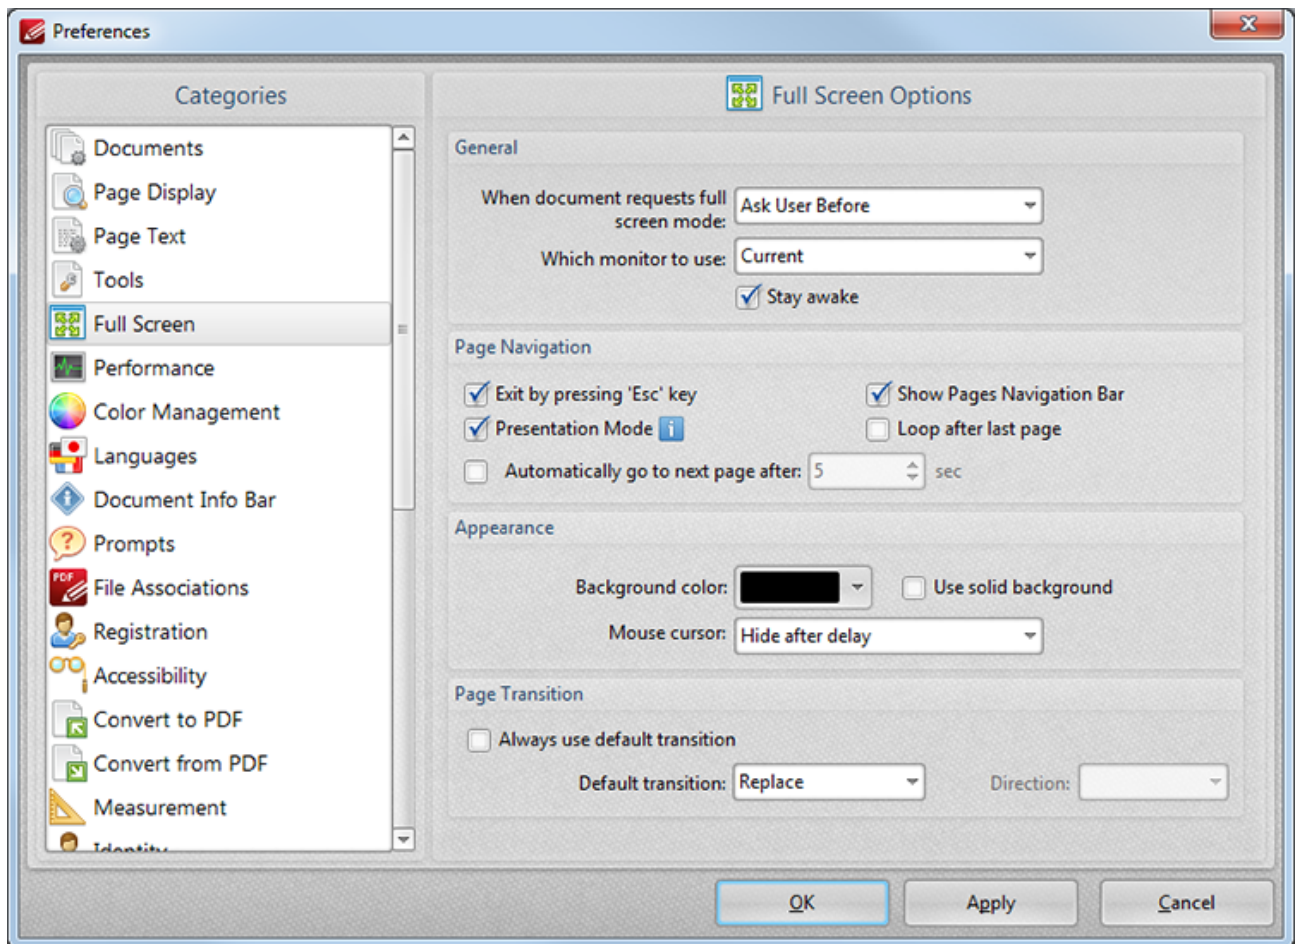 Preferences
Categories
Documents
Page Display
Page Text
Tools
Full Screen
Performance
Color Management
Languages
Document Info Bar
Prompts
PDF
File Associations
Registration
Accessibility
Convert to PDF
Convert from PDF
Measurement
Identity
Full Screen Options
General
When document requests full
screen mode: Ask User Before
Which monitor to use: Current
Stay awake
Page Navigation
Exit by pressing 'Esc' key Show Pages Navigation Bar
Presentation Mode i Loop after last page
Automatically go to next page after: 5 sec
Appearance
Background color: Use solid background
Mouse cursor: Hide after delay
Page Transition
Always use default transition
Default transition: Replace Direction:
OK Apply Cancel